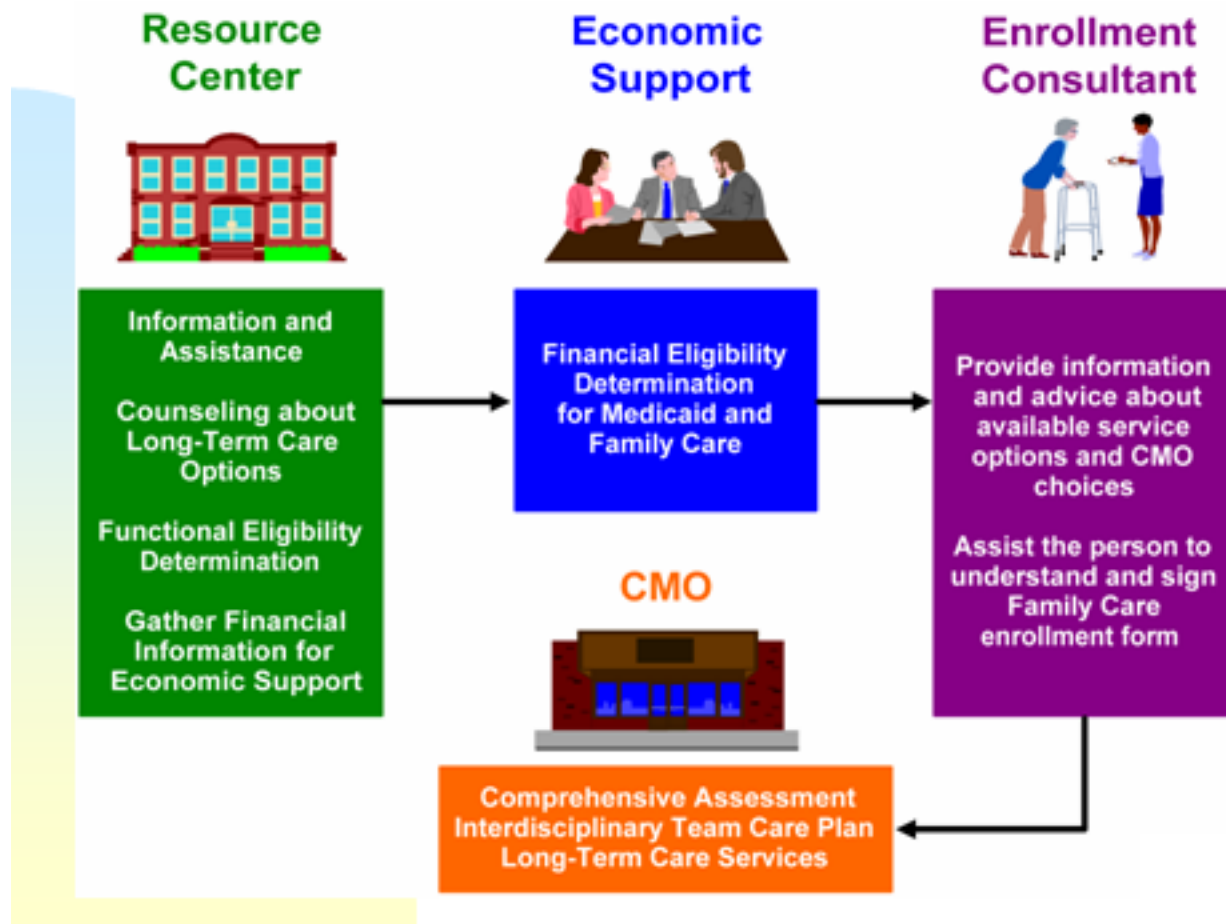 Resource
Center
Economic
Support
Enrollment
Consultant
Information and
Assistance
Counseling about
Long-Term Care
Options
Functional Eligibility
Determination
Gather Financial
Information for
Economic Support
Financial Eligibility
Determination
for Medicaid and
Family Care
Provide information
and advice about
available service
options and CMO
choices
Assist the person to
understand and sign
Family Care
enrollment form
CMO
Comprehensive Assessment
Interdisciplinary Team Care Plan
Long-Term Care Services